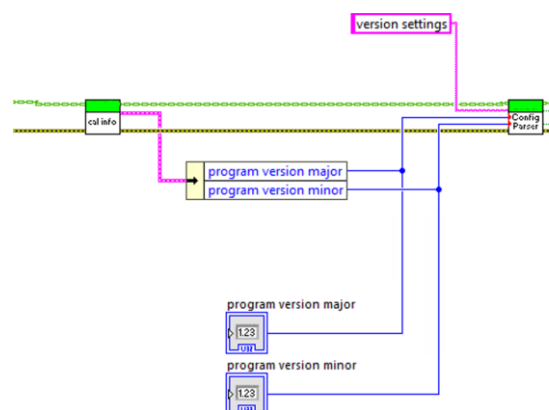 version settings
cal info
Config
Parser
program version major
program version minor
program version major
1.23
U32
program version minor
1.23